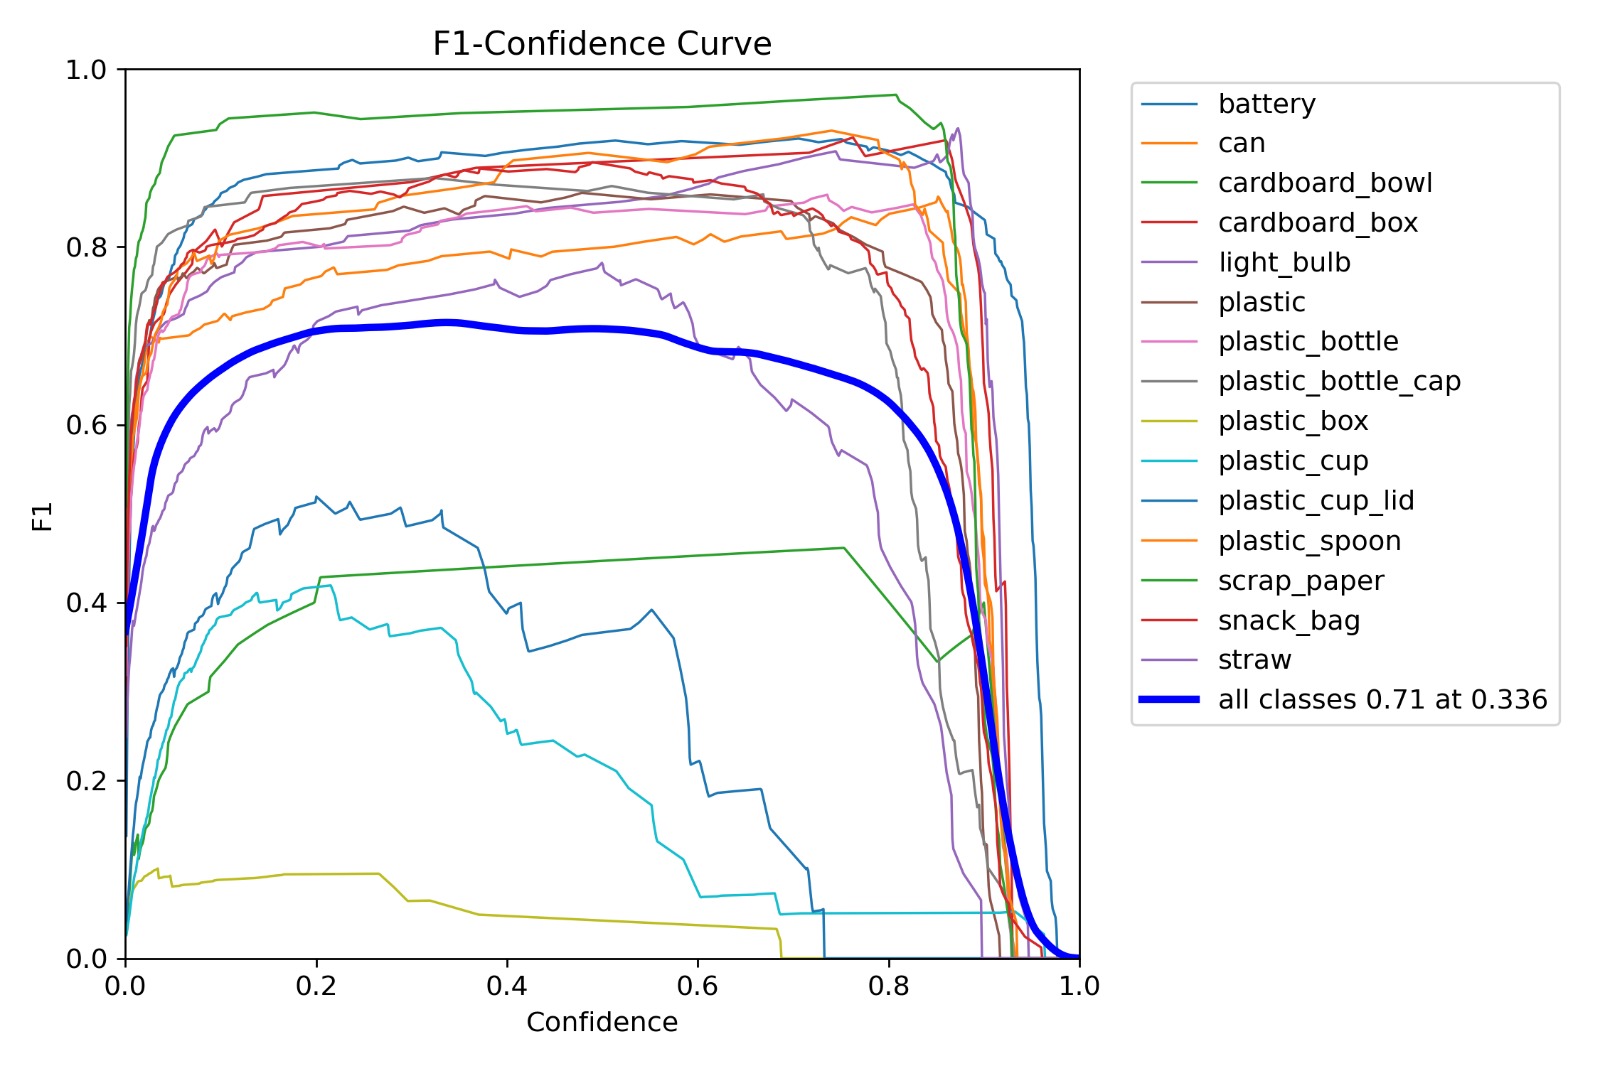 F1-Confidence Curve
1.0
0.8
0.6
0.4
0.2
0.0
F1
0.0 0.2 0.4 0.6 0.8 1.0
Confidence
battery
can
cardboard_bowl
cardboard_box
light_bulb
plastic
plastic_bottle
plastic_bottle_cap
plastic_box
plastic_cup
plastic_cup_lid
plastic_spoon
scrap_paper
snack_bag
straw
all classes 0.71 at 0.336